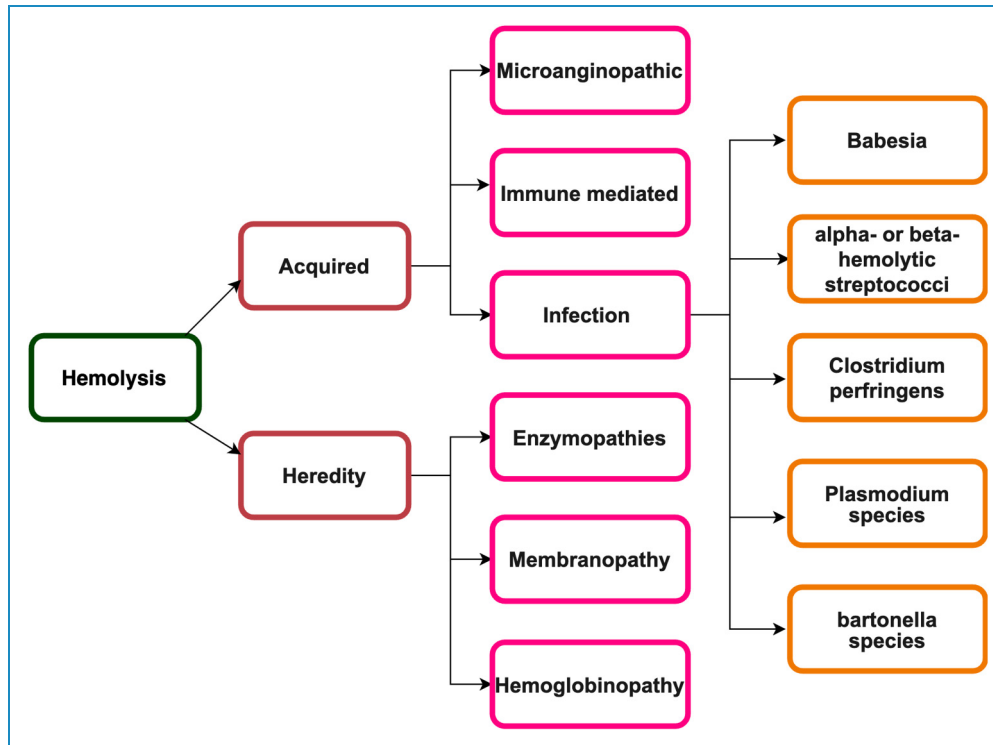 Hemolysis
Acquired
Heredity
Microanginopathic
Immune mediated
Infection
Enzymopathies
Membranopathy
Hemoglobinopathy
Babesia
alpha- or beta-
hemolytic
streptococci
Clostridium
perfringens
Plasmodium
species
bartonella
species